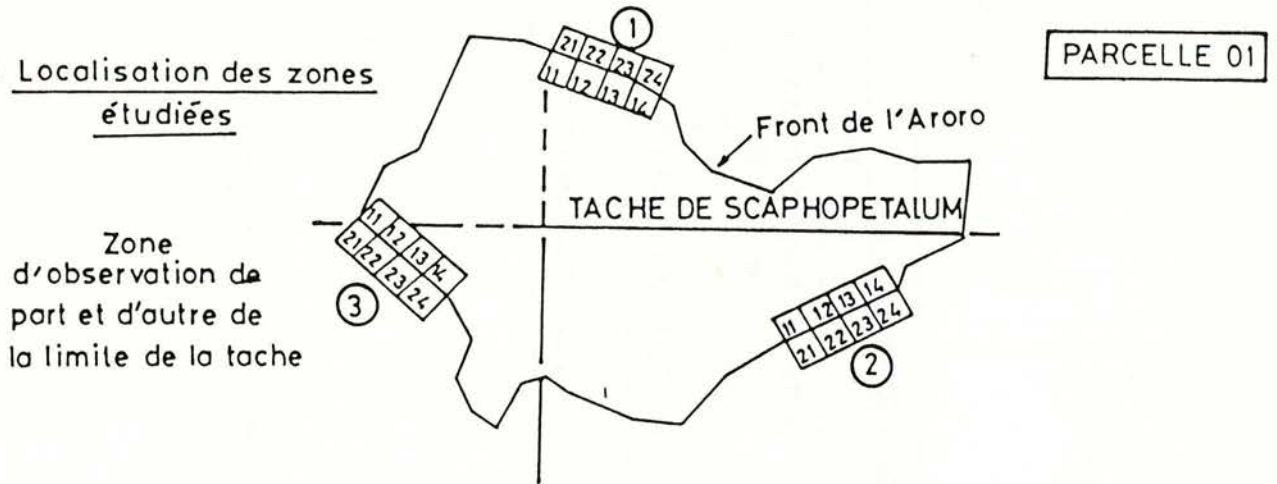 Localisation des zones
étudiées
Zone
d'observation de
part et d'autre de
la limite de la tache
1
21 22 23 24
11 12 13 14
PARCELLE 01
Front de l'Aroro
TACHE DE SCAPHOPETALUM
11 12 13 14
21 22 23 24
3
11 12 13 14
21 22 23 24
2